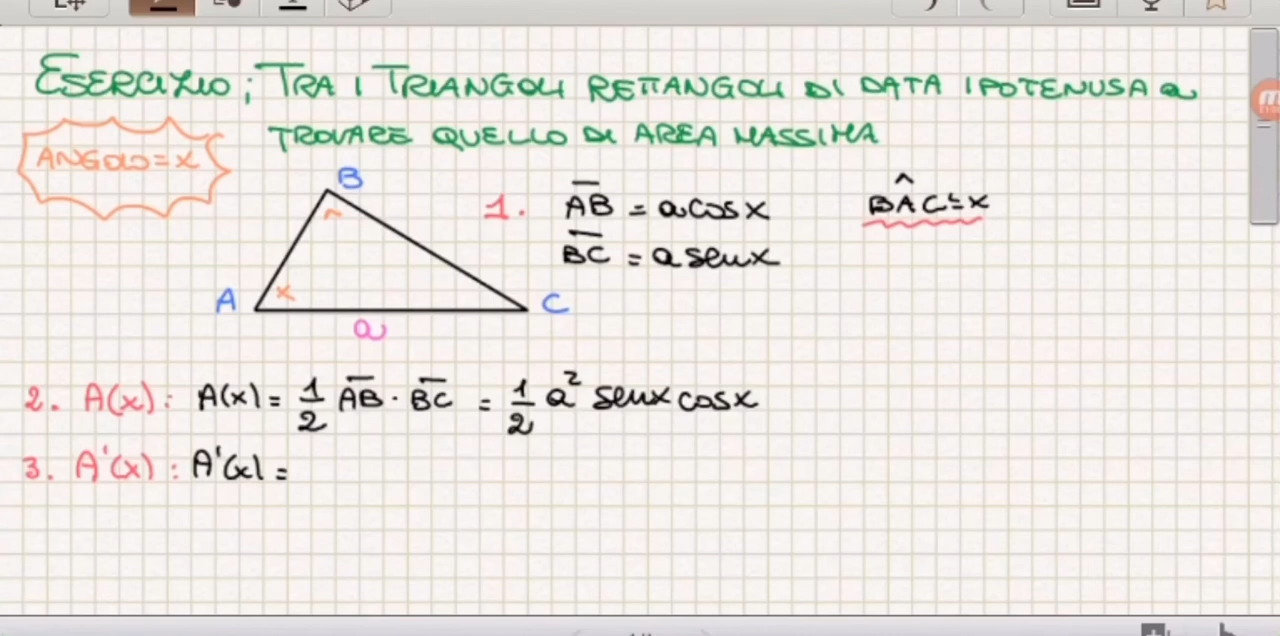 ESERCIZIO: TRA I TRIANGOLI RETTANGOLI DI DATA IPOTENUSA a
TROVARE QUELLO DI AREA MASSIMA
ANGOLO = x
B
A
x
C
a
1. AB̅ = a cos x
BC̅ = a sen x
BÂC = x
2. A(x): A(x) = 1/2 AB̅ · BC̅ = 1/2 a² sen x cos x
3. A'(x): A'(x) =